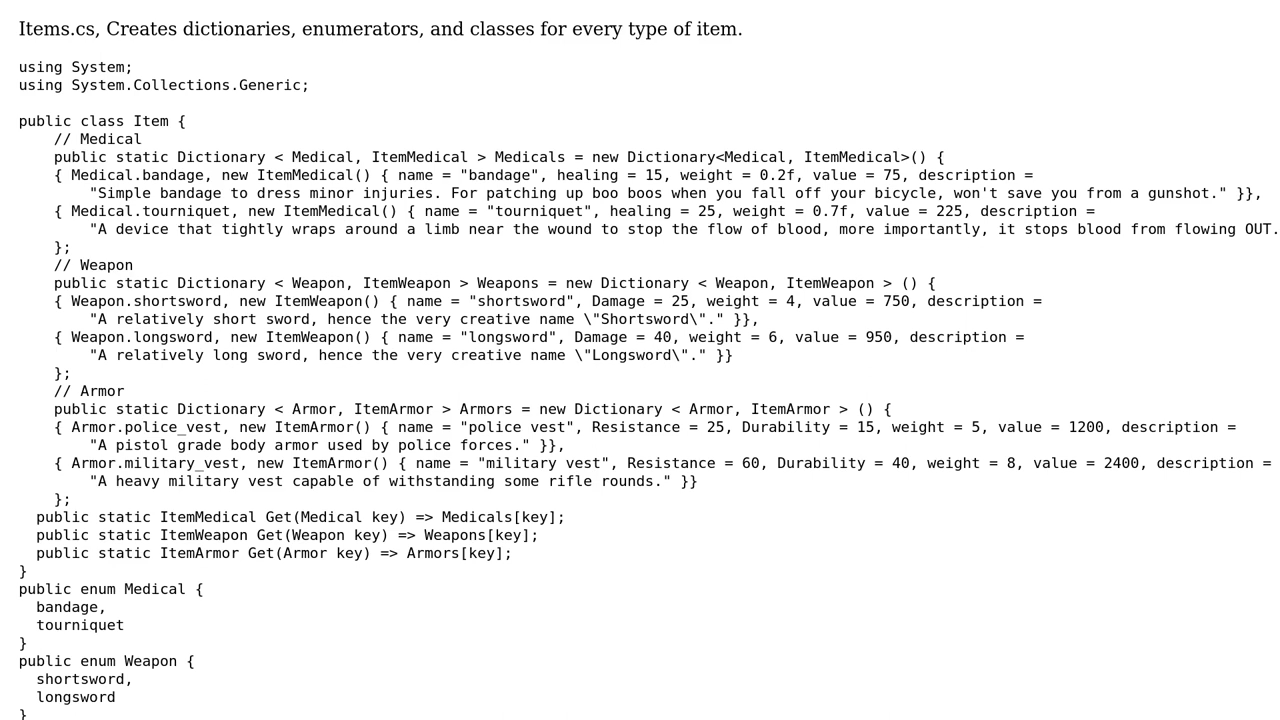 Items.cs, Creates dictionaries, enumerators, and classes for every type of item.
using System;
using System.Collections.Generic;
public class Item {
    // Medical
    public static Dictionary < Medical, ItemMedical > Medicals = new Dictionary<Medical, ItemMedical>() {
    { Medical.bandage, new ItemMedical() { name = "bandage", healing = 15, weight = 0.2f, value = 75, description =
        "Simple bandage to dress minor injuries. For patching up boo boos when you fall off your bicycle, won't save you from a gunshot." }},
    { Medical.tourniquet, new ItemMedical() { name = "tourniquet", healing = 25, weight = 0.7f, value = 225, description =
        "A device that tightly wraps around a limb near the wound to stop the flow of blood, more importantly, it stops blood from flowing OUT.
    };
    // Weapon
    public static Dictionary < Weapon, ItemWeapon > Weapons = new Dictionary < Weapon, ItemWeapon > () {
    { Weapon.shortsword, new ItemWeapon() { name = "shortsword", Damage = 25, weight = 4, value = 750, description =
        "A relatively short sword, hence the very creative name \"Shortsword\"." }},
    { Weapon.longsword, new ItemWeapon() { name = "longsword", Damage = 40, weight = 6, value = 950, description =
        "A relatively long sword, hence the very creative name \"Longsword\"." }}
    };
    // Armor
    public static Dictionary < Armor, ItemArmor > Armors = new Dictionary < Armor, ItemArmor > () {
    { Armor.police_vest, new ItemArmor() { name = "police vest", Resistance = 25, Durability = 15, weight = 5, value = 1200, description =
        "A pistol grade body armor used by police forces." }},
    { Armor.military_vest, new ItemArmor() { name = "military vest", Resistance = 60, Durability = 40, weight = 8, value = 2400, description =
        "A heavy military vest capable of withstanding some rifle rounds." }}
    };
  public static ItemMedical Get(Medical key) => Medicals[key];
  public static ItemWeapon Get(Weapon key) => Weapons[key];
  public static ItemArmor Get(Armor key) => Armors[key];
}
public enum Medical {
  bandage,
  tourniquet
}
public enum Weapon {
  shortsword,
  longsword
}